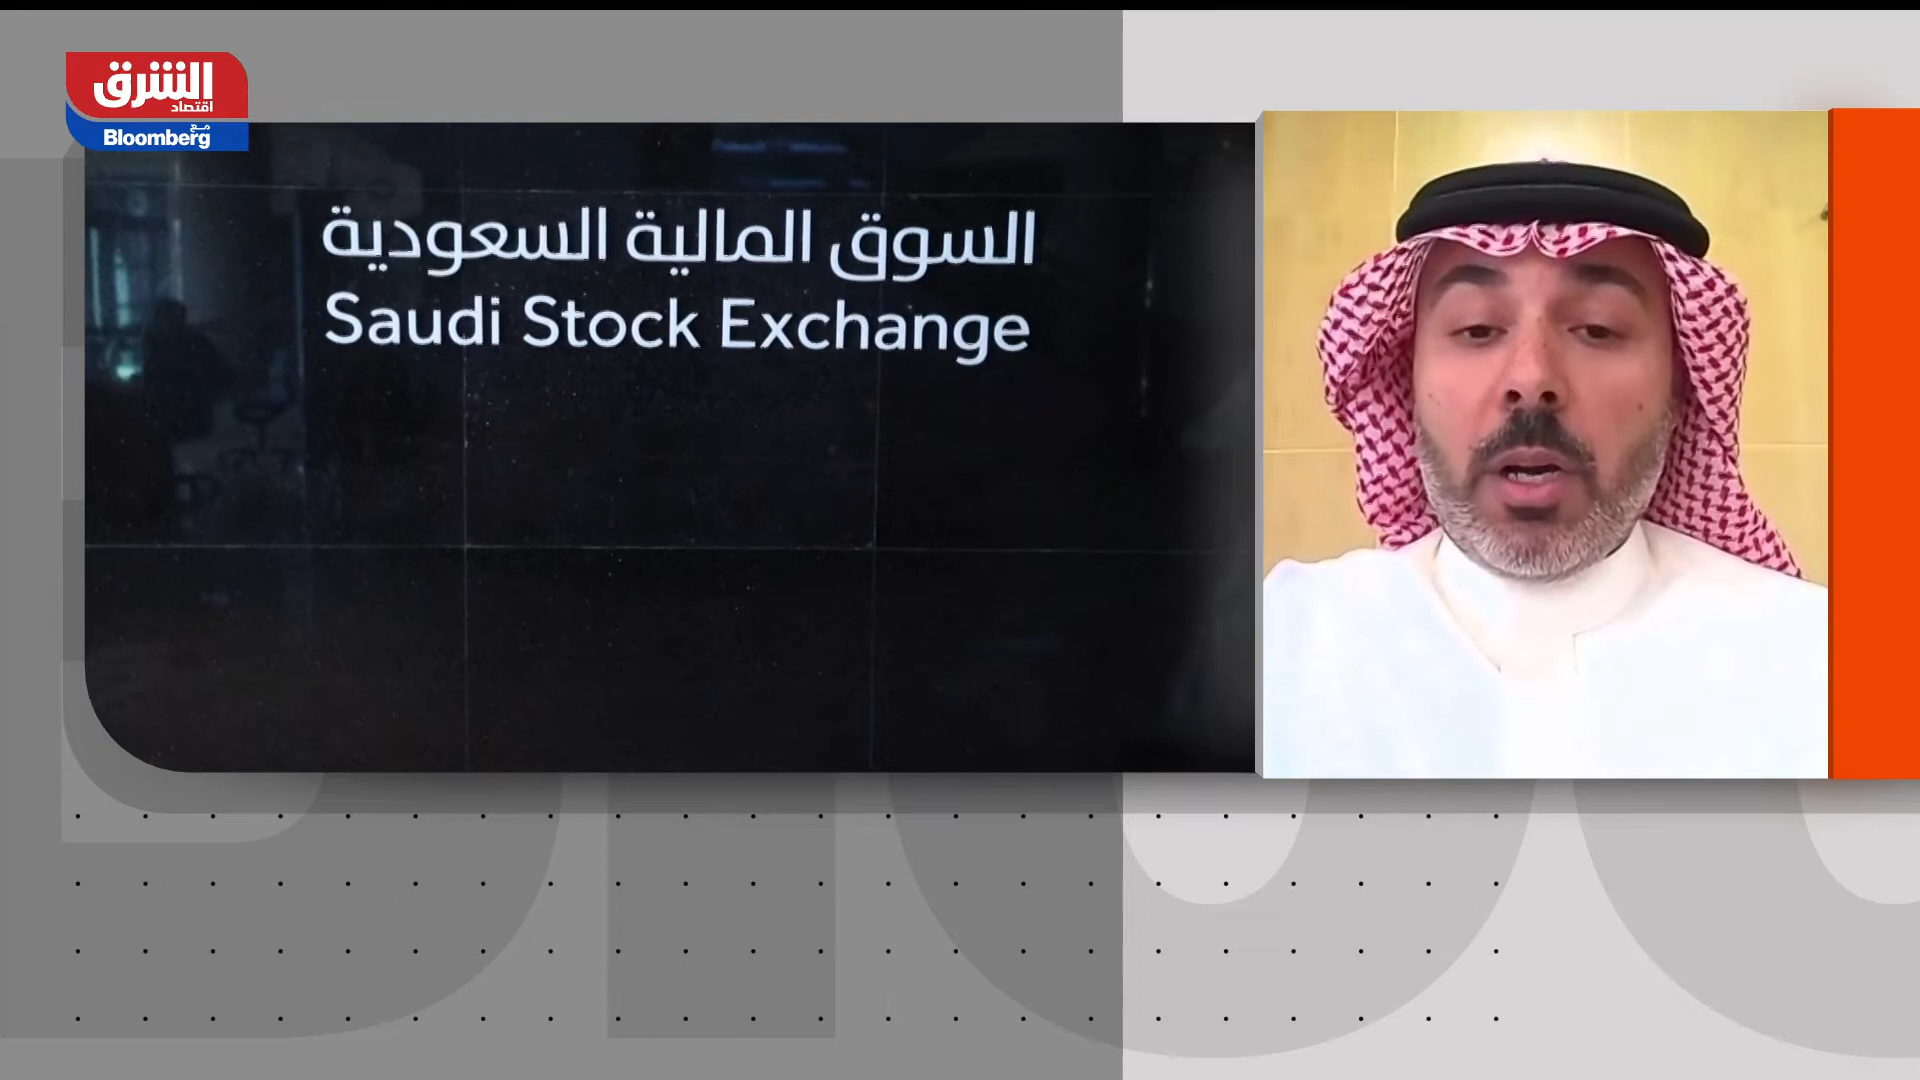 الشرق
اقتصاد
مع
Bloomberg
السوق المالية السعودية
Saudi Stock Exchange